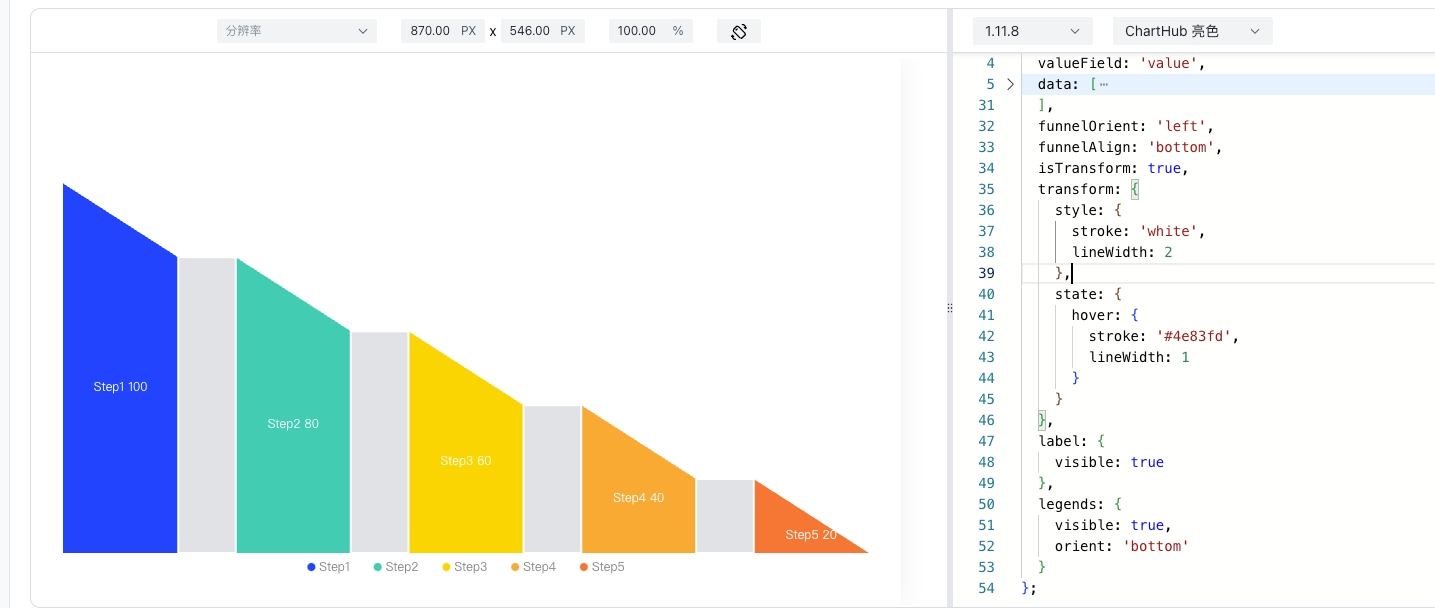 分辨率 870.00 PX x 546.00 PX 100.00 %
Step1 100
Step2 80
Step3 60
Step4 40
Step5 20
Step1 Step2 Step3 Step4 Step5
1.11.8 ChartHub 亮色
4 valueField: 'value',
5 data: [⋯
31 ],
32 funnelOrient: 'left',
33 funnelAlign: 'bottom',
34 isTransform: true,
35 transform: {
36 style: {
37 stroke: 'white',
38 lineWidth: 2
39 },
40 state: {
41 hover: {
42 stroke: '#4e83fd',
43 lineWidth: 1
44 }
45 }
46 },
47 label: {
48 visible: true
49 },
50 legends: {
51 visible: true,
52 orient: 'bottom'
53 }
54 };